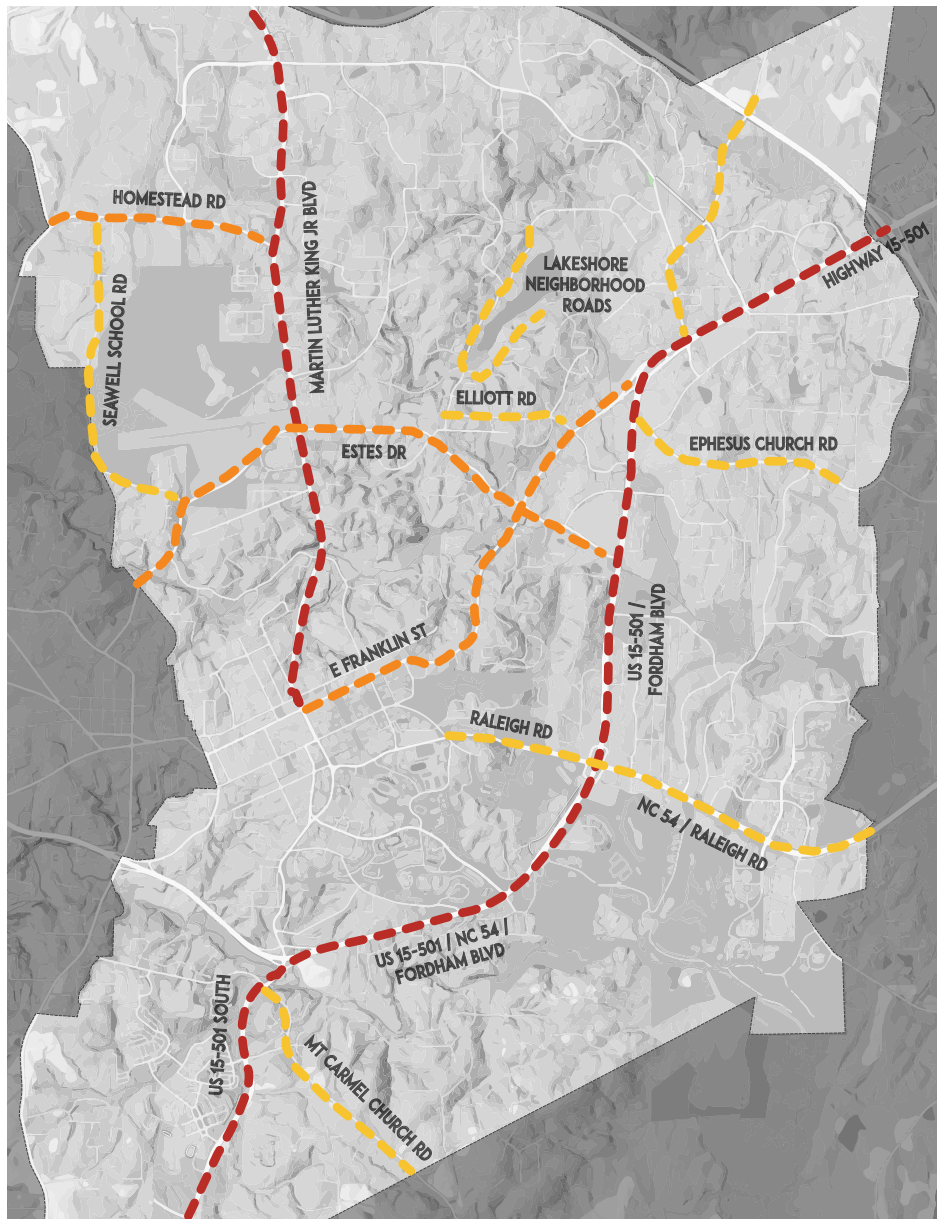 HOMESTEAD RD
MARTIN LUTHER KING JR BLVD
HIGHWAY 15-501
LAKESHORE
NEIGHBORHOOD
ROADS
SEAWELL SCHOOL RD
ELLIOTT RD
ESTES DR
EPHESUS CHURCH RD
US 15-501 /
FORDHAM BLVD
E FRANKLIN ST
RALEIGH RD
NC 54 / RALEIGH RD
US 15-501 / NC 54 /
FORDHAM BLVD
US 15-501 SOUTH
MT CARMEL CHURCH RD